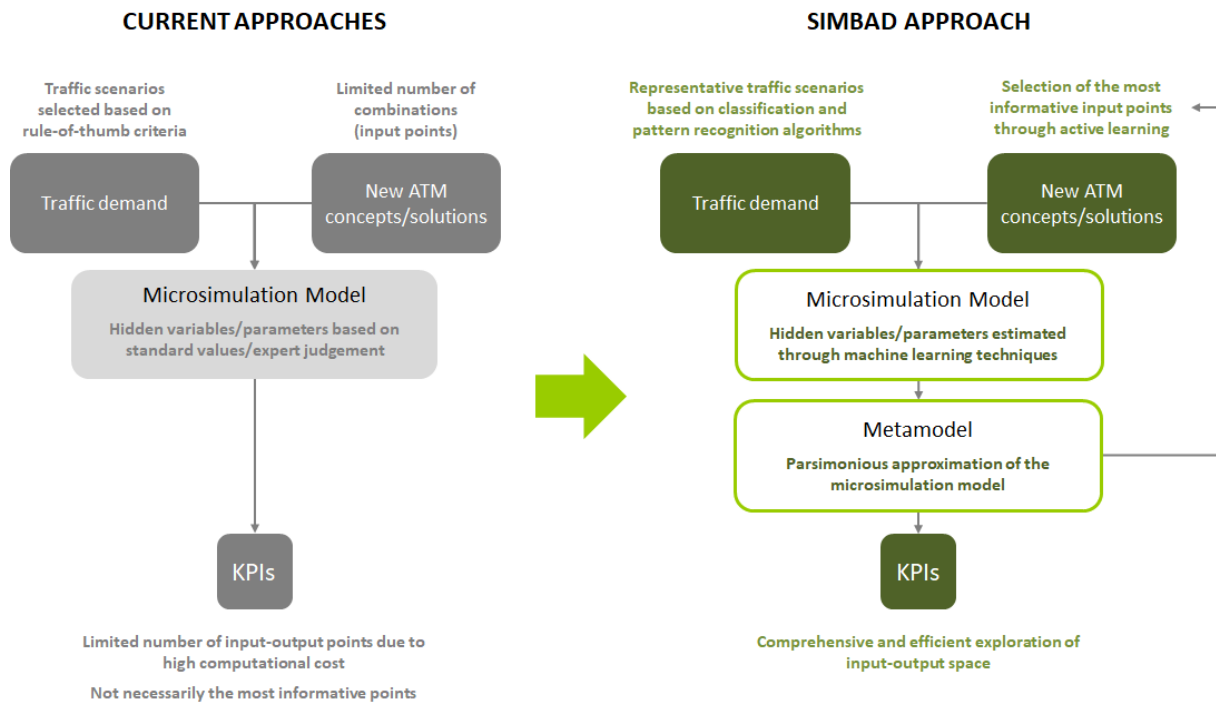 CURRENT APPROACHES
Traffic scenarios
selected based on
rule-of-thumb criteria
Limited number of
combinations
(input points)
Traffic demand
New ATM
concepts/solutions
Microsimulation Model
Hidden variables/parameters based on
standard values/expert judgement
KPIs
Limited number of input-output points due to
high computational cost
Not necessarily the most informative points
SIMBAD APPROACH
Representative traffic scenarios
based on classification and
pattern recognition algorithms
Selection of the most
informative input points
through active learning
Traffic demand
New ATM
concepts/solutions
Microsimulation Model
Hidden variables/parameters estimated
through machine learning techniques
Metamodel
Parsimonious approximation of the
microsimulation model
KPIs
Comprehensive and efficient exploration of
input-output space